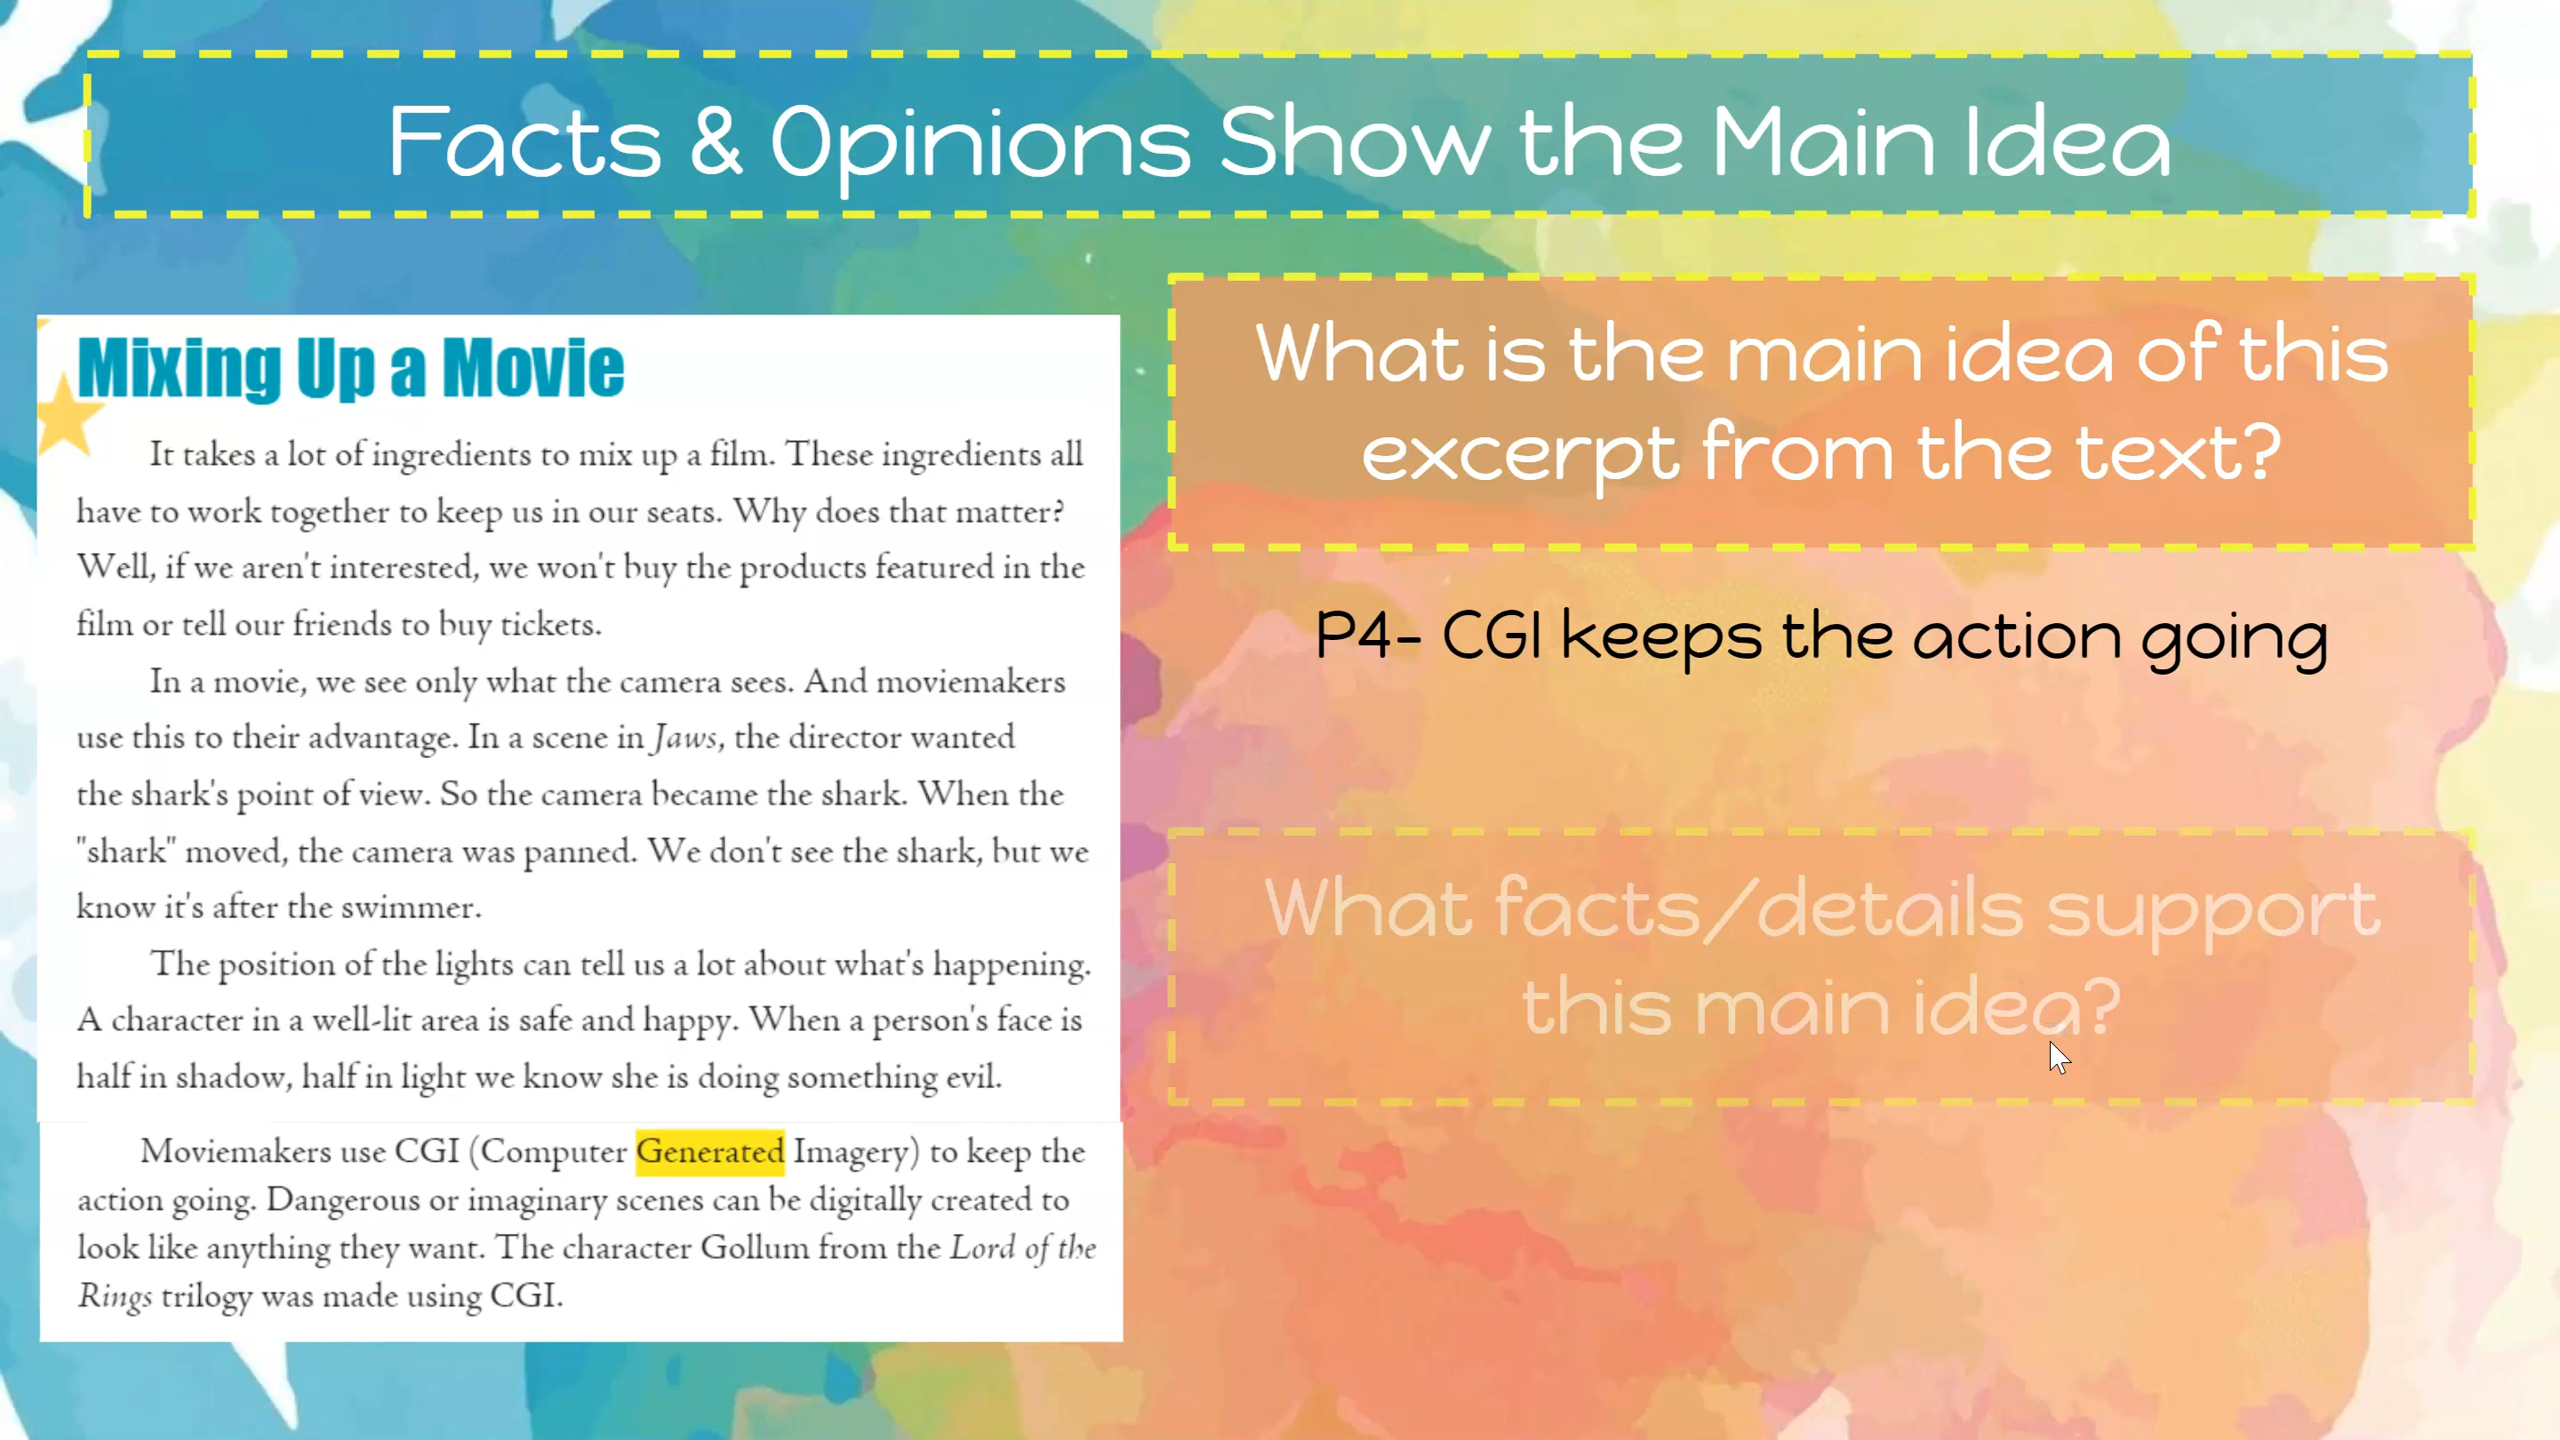 Facts & Opinions Show the Main Idea
Mixing Up a Movie
It takes a lot of ingredients to mix up a film. These ingredients all
have to work together to keep us in our seats. Why does that matter?
Well, if we aren't interested, we won't buy the products featured in the
film or tell our friends to buy tickets.
In a movie, we see only what the camera sees. And moviemakers
use this to their advantage. In a scene in Jaws, the director wanted
the shark's point of view. So the camera became the shark. When the
"shark" moved, the camera was panned. We don't see the shark, but we
know it's after the swimmer.
The position of the lights can tell us a lot about what's happening.
A character in a well-lit area is safe and happy. When a person's face is
half in shadow, half in light we know she is doing something evil.
Moviemakers use CGI (Computer Generated Imagery) to keep the
action going. Dangerous or imaginary scenes can be digitally created to
look like anything they want. The character Gollum from the Lord of the
Rings trilogy was made using CGI.
What is the main idea of this
excerpt from the text?
P4- CGI keeps the action going
What facts/details support
this main idea?